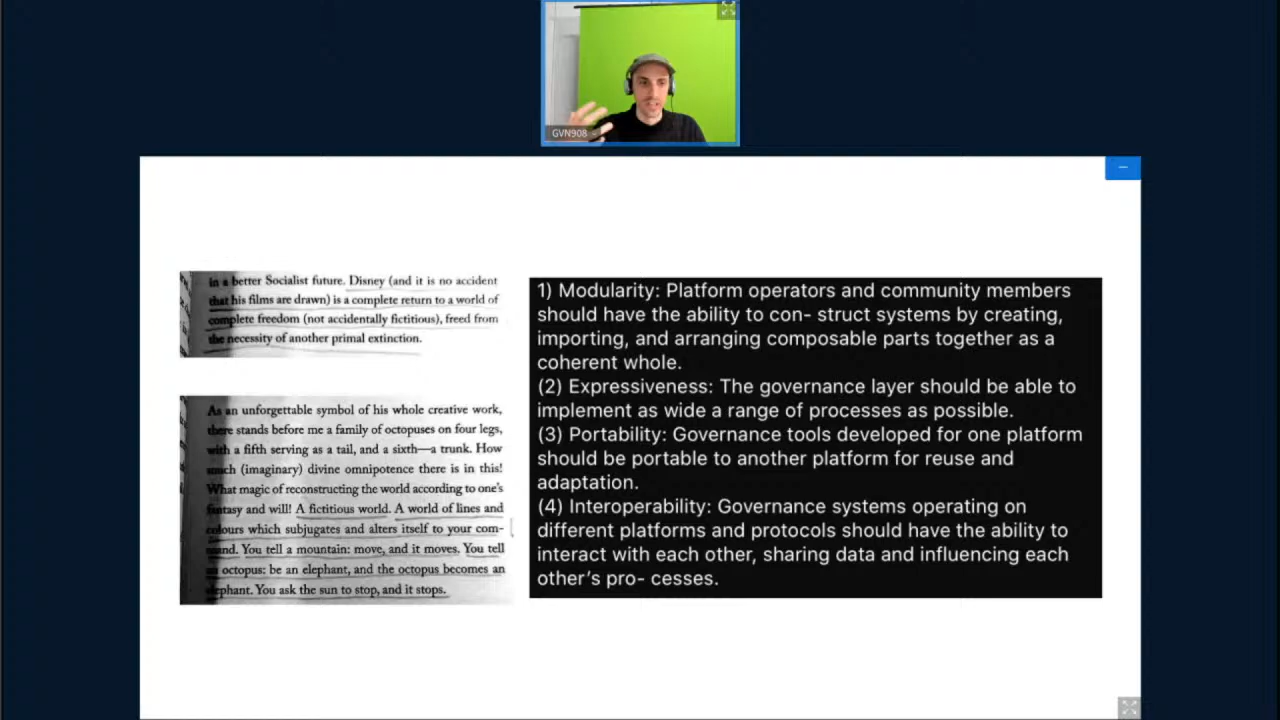 GVN908
in a better Socialist future. Disney (and it is no accident
that his films are drawn) is a complete return to a world of
complete freedom (not accidentally fictitious), freed from
the necessity of another primal extinction.
As an unforgettable symbol of his whole creative work,
there stands before me a family of octopuses on four legs,
with a fifth serving as a tail, and a sixth—a trunk. How
much (imaginary) divine omnipotence there is in this!
What magic of reconstructing the world according to one's
fantasy and will! A fictitious world. A world of lines and
colours which subjugates and alters itself to your com-
mand. You tell a mountain: move, and it moves. You tell
an octopus: be an elephant, and the octopus becomes an
elephant. You ask the sun to stop, and it stops.
1) Modularity: Platform operators and community members
should have the ability to con- struct systems by creating,
importing, and arranging composable parts together as a
coherent whole.
(2) Expressiveness: The governance layer should be able to
implement as wide a range of processes as possible.
(3) Portability: Governance tools developed for one platform
should be portable to another platform for reuse and
adaptation.
(4) Interoperability: Governance systems operating on
different platforms and protocols should have the ability to
interact with each other, sharing data and influencing each
other's pro- cesses.